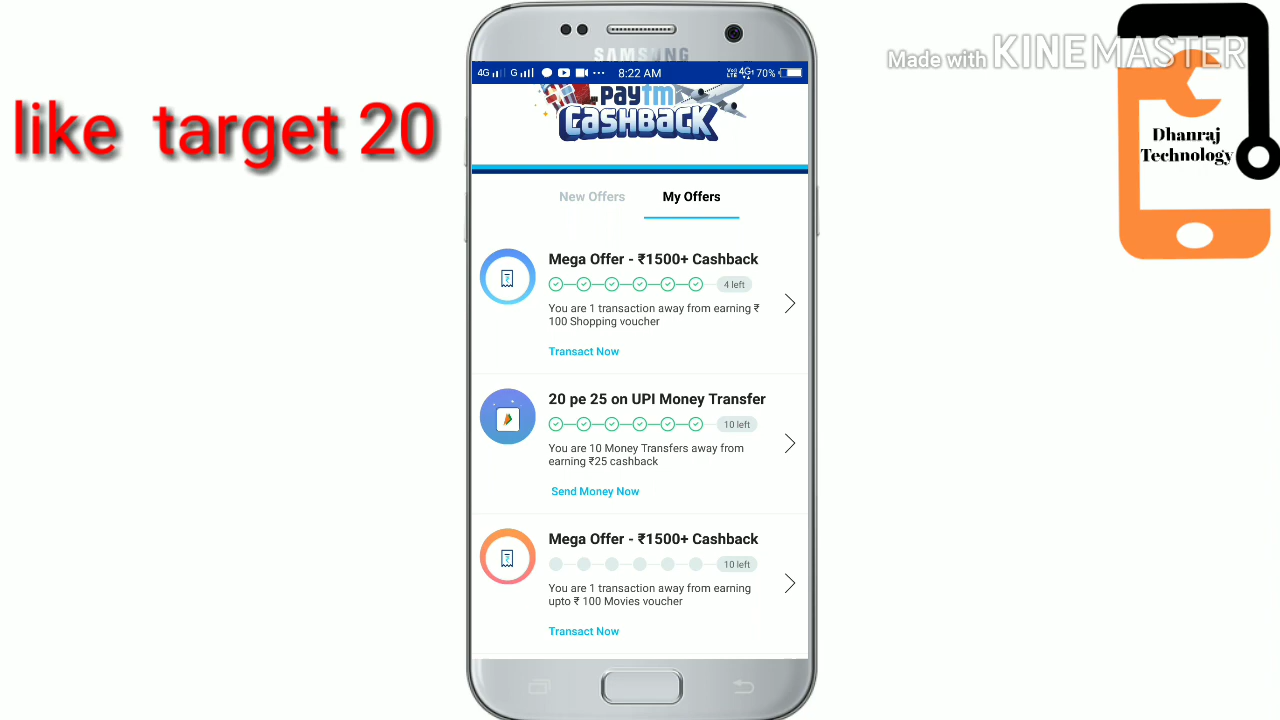 like target 20
SAMSUNG
4G G ... 8:22 AM VoLTE 4G 70%
paytm
CASHBACK
New Offers My Offers
Mega Offer - ₹1500+ Cashback
4 left
You are 1 transaction away from earning ₹
100 Shopping voucher
Transact Now
20 pe 25 on UPI Money Transfer
10 left
You are 10 Money Transfers away from
earning ₹25 cashback
Send Money Now
Mega Offer - ₹1500+ Cashback
10 left
You are 1 transaction away from earning
upto ₹ 100 Movies voucher
Transact Now
Made with KINEMASTER
Dhanraj
Technology